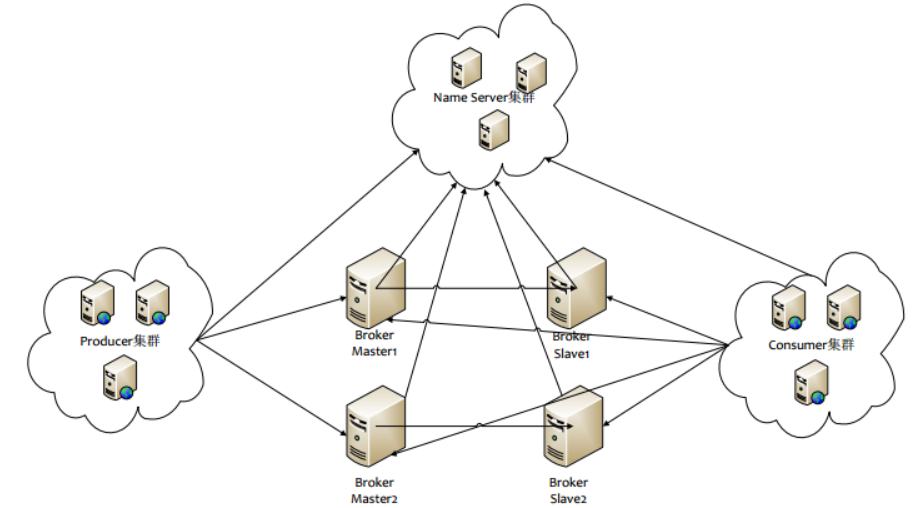 Name Server集群
Producer集群
Broker
Master1
Broker
Slave1
Consumer集群
Broker
Master2
Broker
Slave2